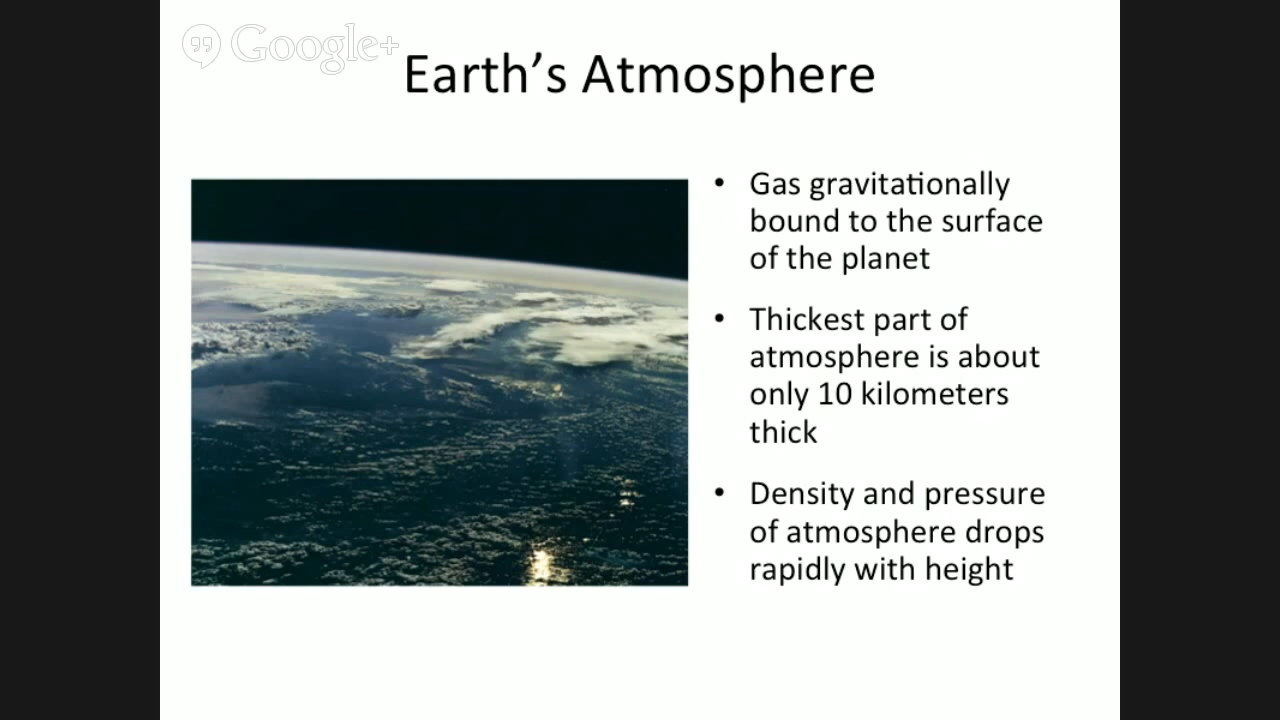 Google+
Earth’s Atmosphere
• Gas gravitationally
bound to the surface
of the planet
• Thickest part of
atmosphere is about
only 10 kilometers
thick
• Density and pressure
of atmosphere drops
rapidly with height